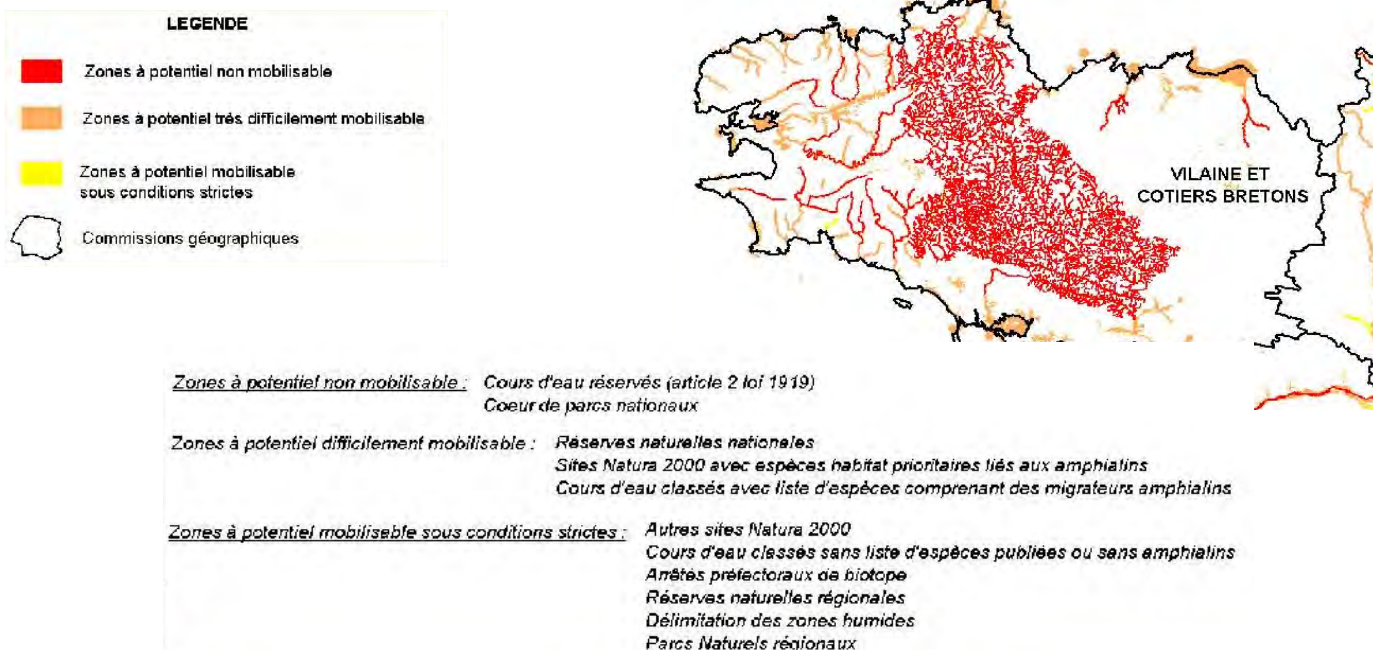 LEGENDE
Zones à potentiel non mobilisable
Zones à potentiel très difficilement mobilisable
Zones à potentiel mobilisable
sous conditions strictes
Commissions géographiques
VILAINE ET
COTIERS BRETONS
Zones à potentiel non mobilisable : Cours d'eau réservés (article 2 loi 1919)
Coeur de parcs nationaux
Zones à potentiel difficilement mobilisable : Réserves naturelles nationales
Sites Natura 2000 avec espèces habitat prioritaires liés aux amphialins
Cours d'eau classés avec liste d'espèces comprenant des migrateurs amphialins
Zones à potentiel mobilisable sous conditions strictes : Autres sites Natura 2000
Cours d'eau classés sans liste d'espèces publiées ou sans amphialins
Arrêtés préfectoraux de biotope
Réserves naturelles régionales
Délimitation des zones humides
Parcs Naturels régionaux